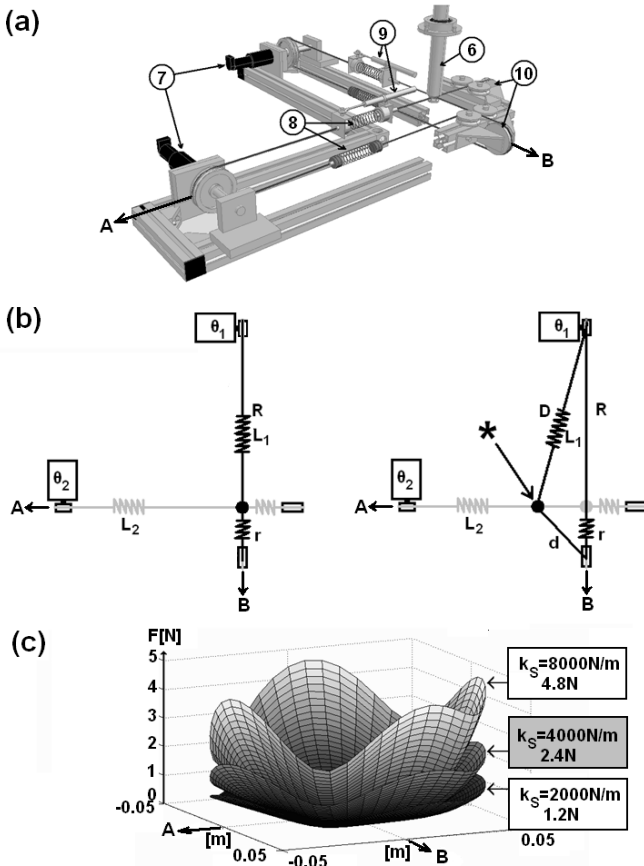 (a)
6
7
8
9
10
A
B
(b)
θ1
R
L1
θ2
A
L2
r
B
θ1
D
R
L1
*
θ2
A
L2
d
r
B
(c)
F[N]
5
4
3
2
1
0
-0.05
A
[m]
0.05
-0.05
[m]
B
0.05
kS=8000N/m
4.8N
kS=4000N/m
2.4N
kS=2000N/m
1.2N